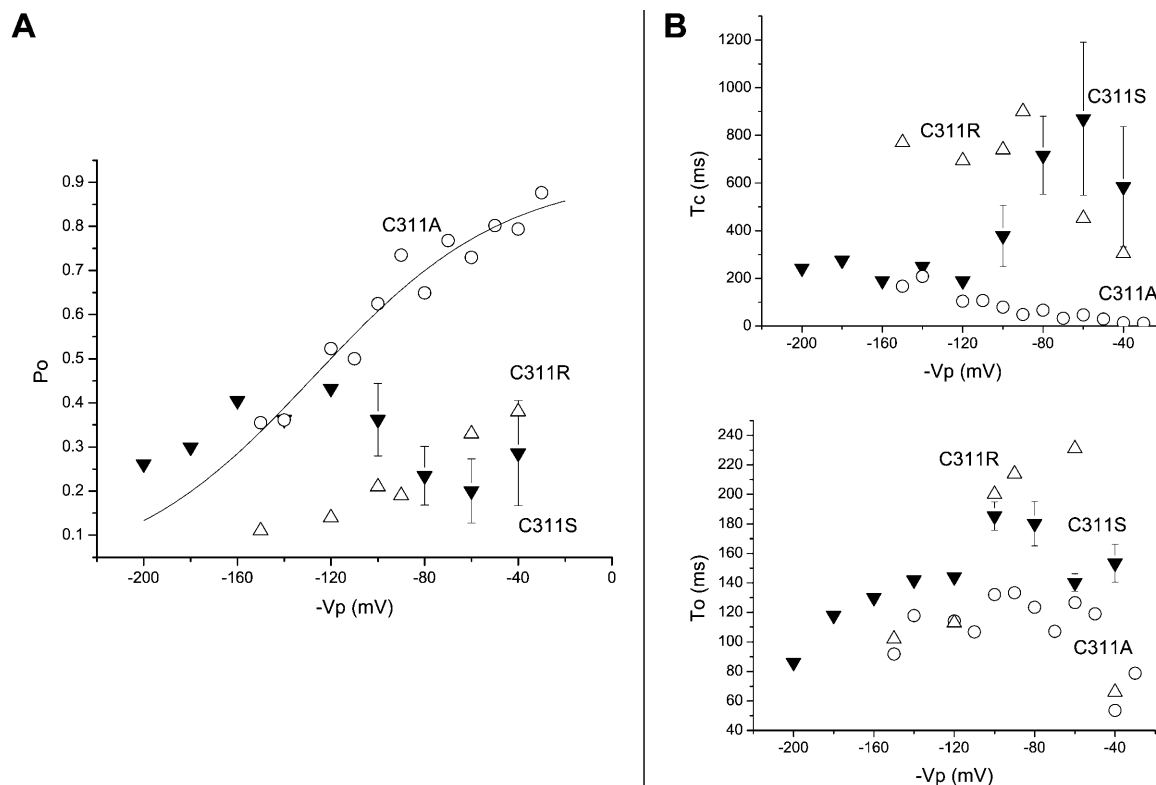 A
0.9
0.8
0.7
0.6
0.5
0.4
0.3
0.2
0.1
Po
C311A
C311R
C311S
-200
-160
-120
-80
-40
0
-Vp (mV)
B
1200
1000
800
600
400
200
0
Tc (ms)
C311R
C311S
C311A
-200
-160
-120
-80
-40
-Vp (mV)
240
220
200
180
160
140
120
100
80
60
40
To (ms)
C311R
C311S
C311A
-200
-160
-120
-80
-40
-Vp (mV)